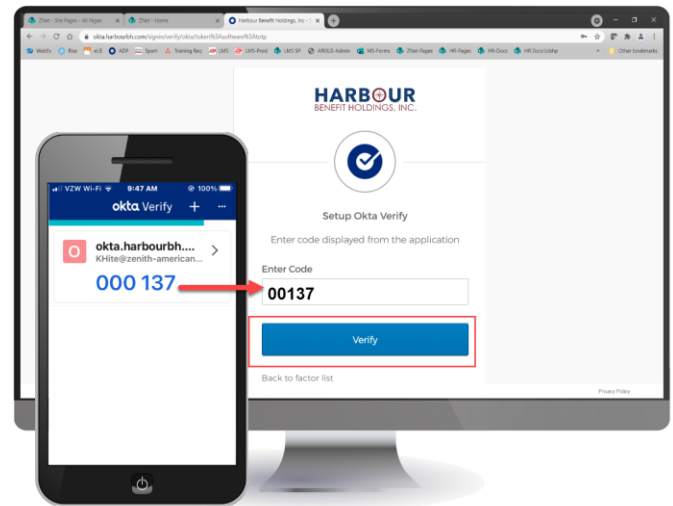 ZNet - Site Pages - All Pages
ZNet - Home
Harbour Benefit Holdings, Inc - S
okta.harbourbh.com/signin/verify/okta/token%3Asoftware%3Atotp
WebEx
Rise
vLB
ADP
Spam
Training Req
LMS
LMS-Prod
LMS SP
ARIBUS-Admin
MS-Forms
ZNet-Pages
HR-Pages
HR-Docs
HR Docs Ldshp
Other bookmarks
HARBOUR
BENEFIT HOLDINGS, INC.
Setup Okta Verify
Enter code displayed from the application
Enter Code
00137
Verify
Back to factor list
Privacy Policy
VZW Wi-Fi 9:47 AM 100%
okta Verify + ...
O
okta.harbourbh.... >
KHite@zenith-american...
000 137